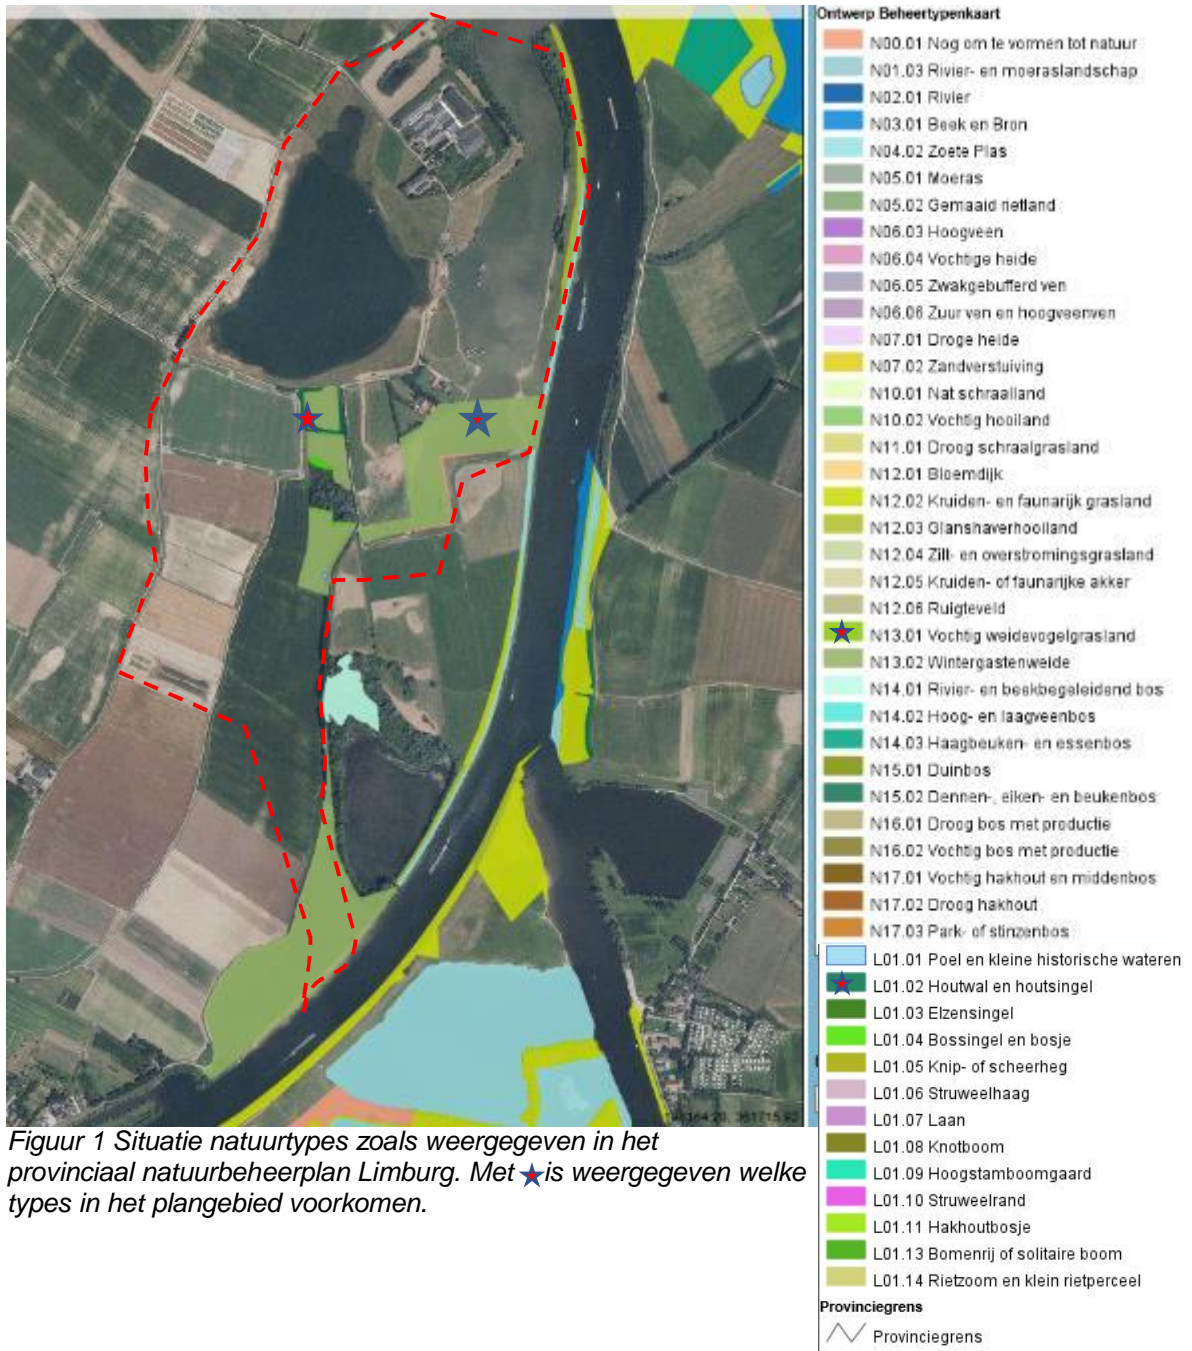 Ontwerp Beheertypenkaart
N00.01 Nog om te vormen tot natuur
N01.03 Rivier- en moeraslandschap
N02.01 Rivier
N03.01 Beek en Bron
N04.02 Zoete Plas
N05.01 Moeras
N05.02 Gemaaid rietland
N06.03 Hoogveen
N06.04 Vochtige heide
N06.05 Zwakgebufferd ven
N06.06 Zuur ven en hoogveenven
N07.01 Droge heide
N07.02 Zandverstuiving
N10.01 Nat schraalland
N10.02 Vochtig hooiland
N11.01 Droog schraalgrasland
N12.01 Bloemdijk
N12.02 Kruiden- en faunarijk grasland
N12.03 Glanshaverhooiland
N12.04 Zilt- en overstromingsgrasland
N12.05 Kruiden- of faunarijke akker
N12.06 Ruigteveld
N13.01 Vochtig weidevogelgrasland
N13.02 Wintergastenweide
N14.01 Rivier- en beekbegeleidend bos
N14.02 Hoog- en laagveenbos
N14.03 Haagbeuken- en essenbos
N15.01 Duinbos
N15.02 Dennen-, eiken- en beukenbos
N16.01 Droog bos met productie
N16.02 Vochtig bos met productie
N17.01 Vochtig hakhout en middenbos
N17.02 Droog hakhout
N17.03 Park- of stinzenbos
L01.01 Poel en kleine historische wateren
L01.02 Houtwal en houtsingel
L01.03 Elzensingel
L01.04 Bossingel en bosje
L01.05 Knip- of scheerheg
L01.06 Struweelhaag
L01.07 Laan
L01.08 Knotboom
L01.09 Hoogstamboomgaard
L01.10 Struweelrand
L01.11 Hakhoutbosje
L01.13 Bomenrij of solitaire boom
L01.14 Rietzoom en klein rietperceel
Provinciegrens
Provinciegrens
Figuur 1 Situatie natuurtypes zoals weergegeven in het
provinciaal natuurbeheerplan Limburg. Met is weergegeven welke
types in het plangebied voorkomen.